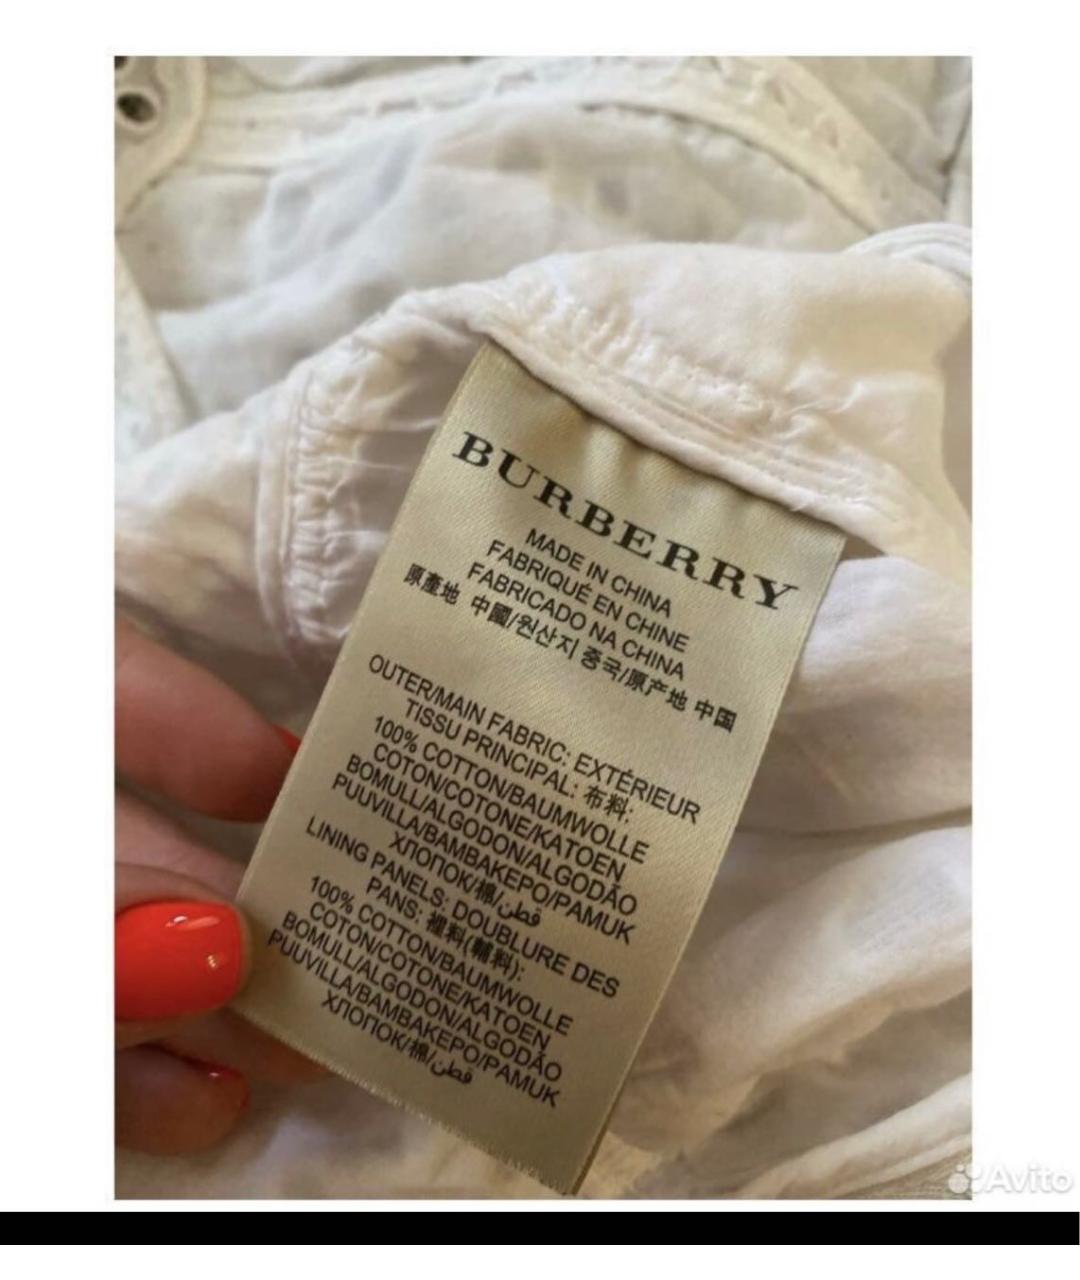 BURBERRY
MADE IN CHINA
FABRIQUÉ EN CHINE
FABRICADO NA CHINA
原產地 中國/원산지 중국/原产地 中国
OUTER/MAIN FABRIC: EXTÉRIEUR
TISSU PRINCIPAL: 布料:
100% COTTON/BAUMWOLLE
COTON/COTONE/KATOEN
BOMULL/ALGODON/ALGODÃO
PUUVILLA/BAMBAKEPO/PAMUK
ХЛОПОК/棉/قطن
LINING PANELS: DOUBLURE DES
PANS: 裡料(輔料):
100% COTTON/BAUMWOLLE
COTON/COTONE/KATOEN
BOMULL/ALGODON/ALGODÃO
PUUVILLA/BAMBAKEPO/PAMUK
ХЛОПОК/棉/قطن
Avito